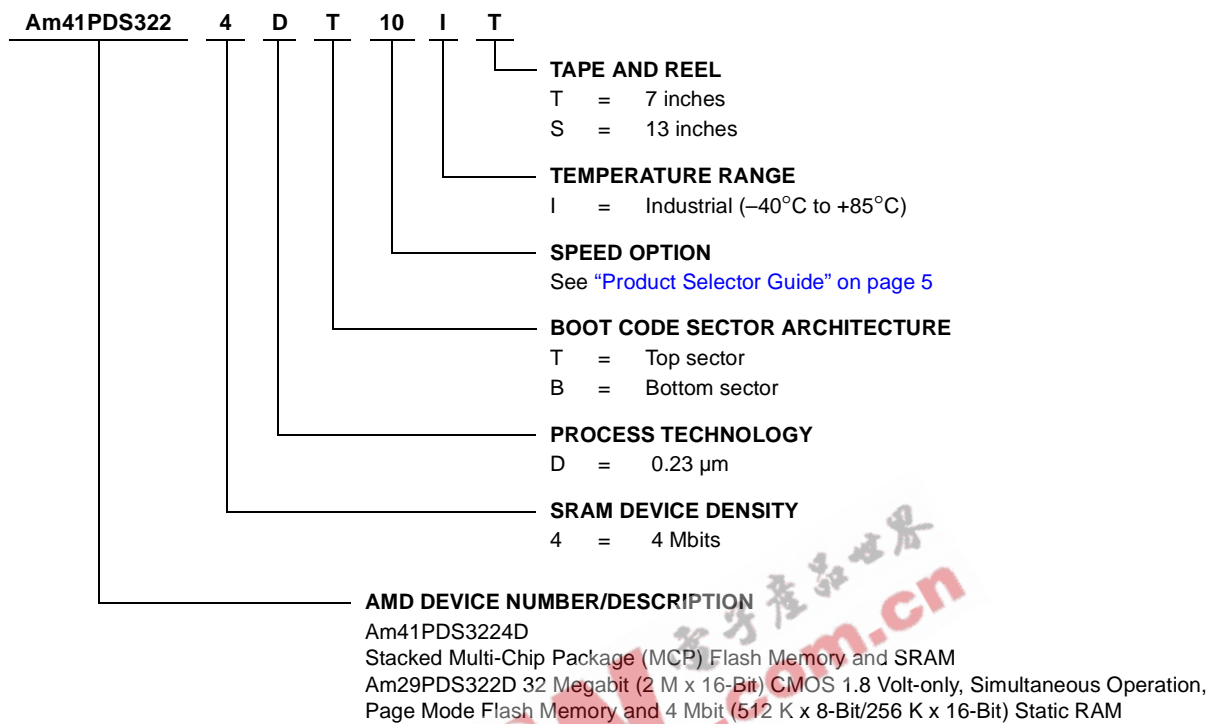 Am41PDS322 4 D T 10 I T
TAPE AND REEL
T = 7 inches
S = 13 inches
TEMPERATURE RANGE
I = Industrial (–40°C to +85°C)
SPEED OPTION
See “Product Selector Guide” on page 5
BOOT CODE SECTOR ARCHITECTURE
T = Top sector
B = Bottom sector
PROCESS TECHNOLOGY
D = 0.23 µm
SRAM DEVICE DENSITY
4 = 4 Mbits
AMD DEVICE NUMBER/DESCRIPTION
Am41PDS3224D
Stacked Multi-Chip Package (MCP) Flash Memory and SRAM
Am29PDS322D 32 Megabit (2 M x 16-Bit) CMOS 1.8 Volt-only, Simultaneous Operation,
Page Mode Flash Memory and 4 Mbit (512 K x 8-Bit/256 K x 16-Bit) Static RAM
.com.cn